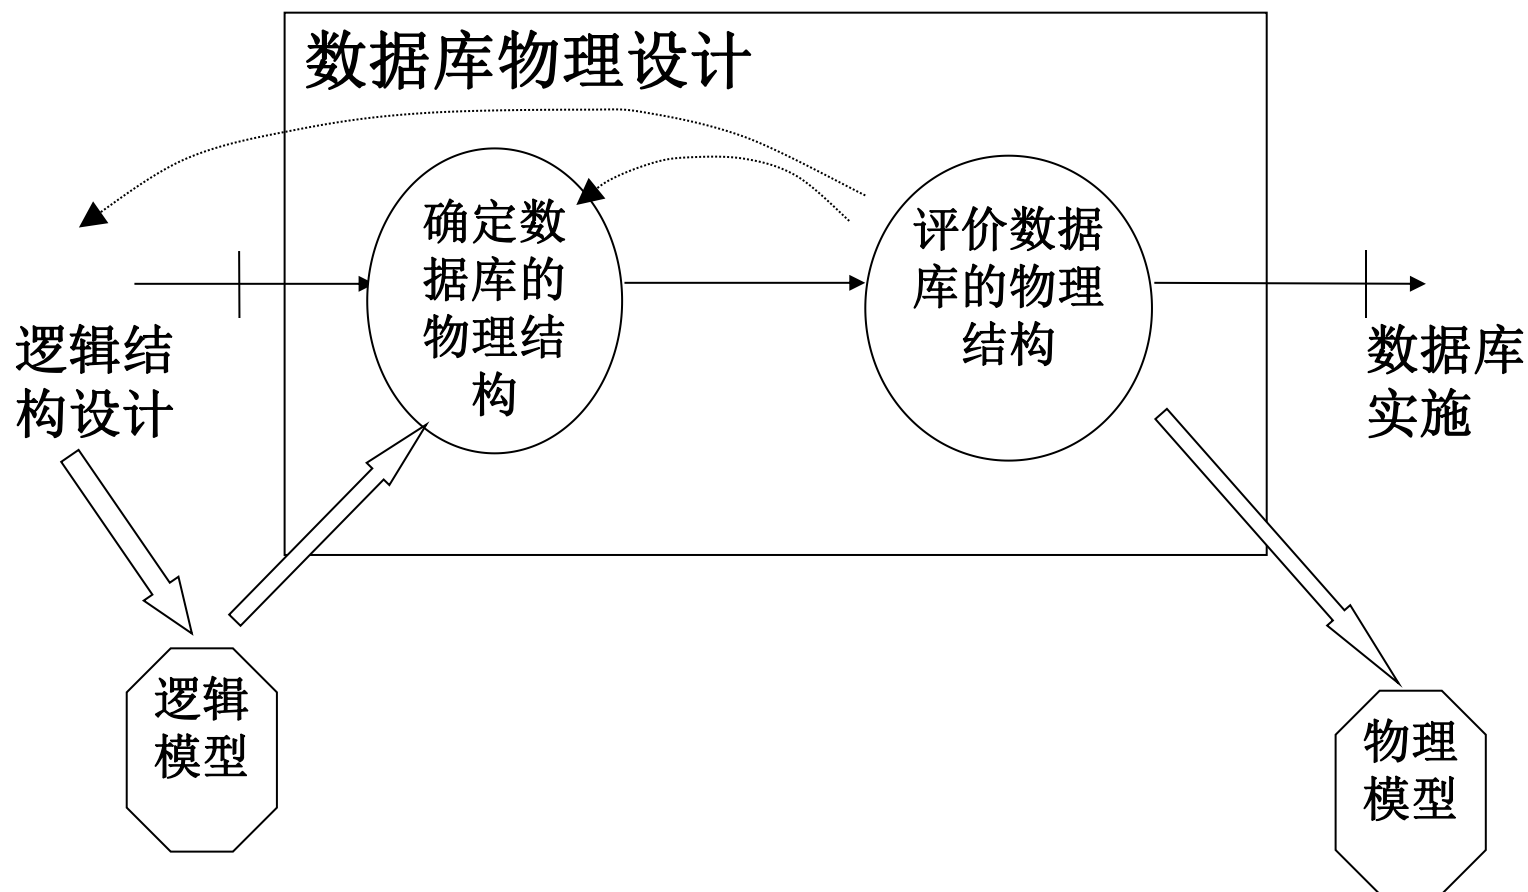 数据库物理设计
确定数
据库的
物理结
构
评价数据
库的物理
结构
逻辑结
构设计
数据库
实施
逻辑
模型
物理
模型